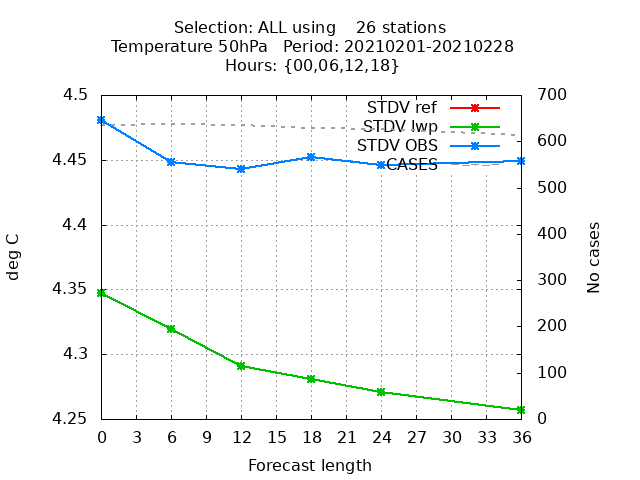 Selection: ALL using    26 stations
Temperature 50hPa   Period: 20210201-20210228
Hours: {00,06,12,18}
4.5
4.45
4.4
4.35
4.3
4.25
deg C
STDV ref
STDV lwp
STDV OBS
CASES
700
600
500
400
300
200
100
0
No cases
0 3 6 9 12 15 18 21 24 27 30 33 36
Forecast length